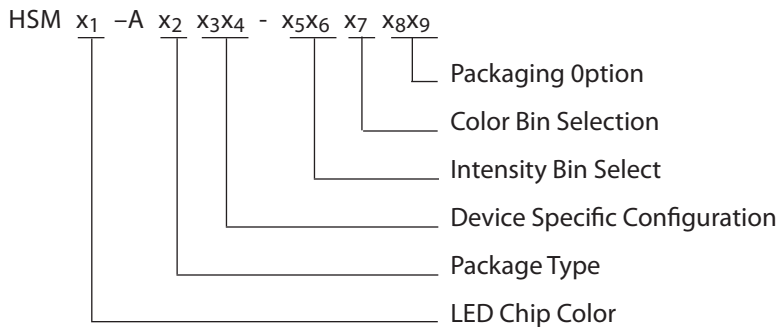 HSM x1 –A x2 x3x4 - x5x6 x7 x8x9
Packaging 0ption
Color Bin Selection
Intensity Bin Select
Device Specific Configuration
Package Type
LED Chip Color